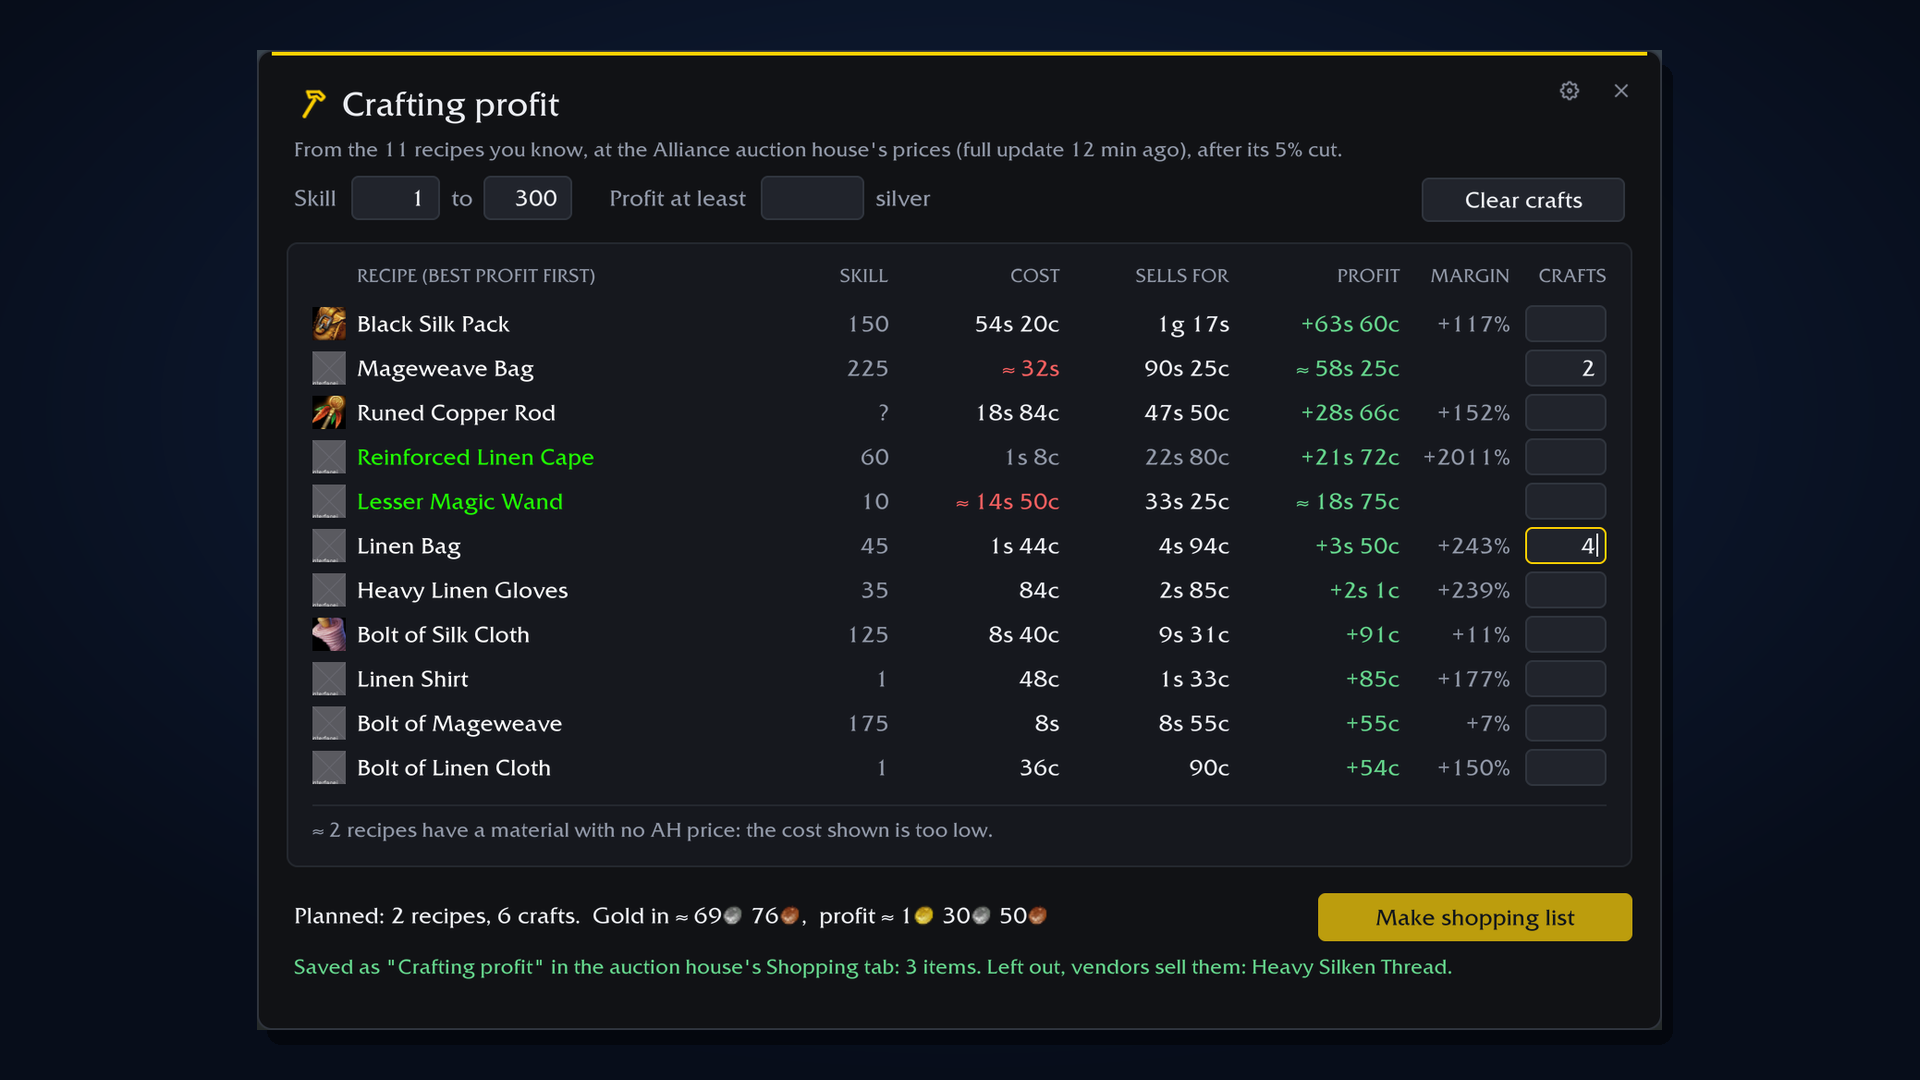 Crafting profit
From the 11 recipes you know, at the Alliance auction house's prices (full update 12 min ago), after its 5% cut.
Skill 1 to 300 Profit at least silver Clear crafts
RECIPE (BEST PROFIT FIRST) SKILL COST SELLS FOR PROFIT MARGIN CRAFTS
Black Silk Pack 150 54s 20c 1g 17s +63s 60c +117%
Mageweave Bag 225 ≈ 32s 90s 25c ≈ 58s 25c 2
Runed Copper Rod ? 18s 84c 47s 50c +28s 66c +152%
Reinforced Linen Cape 60 1s 8c 22s 80c +21s 72c +2011%
Lesser Magic Wand 10 ≈ 14s 50c 33s 25c ≈ 18s 75c
Linen Bag 45 1s 44c 4s 94c +3s 50c +243% 4
Heavy Linen Gloves 35 84c 2s 85c +2s 1c +239%
Bolt of Silk Cloth 125 8s 40c 9s 31c +91c +11%
Linen Shirt 1 48c 1s 33c +85c +177%
Bolt of Mageweave 175 8s 8s 55c +55c +7%
Bolt of Linen Cloth 1 36c 90c +54c +150%
≈ 2 recipes have a material with no AH price: the cost shown is too low.
Planned: 2 recipes, 6 crafts. Gold in ≈ 69 76, profit ≈ 1 30 50 Make shopping list
Saved as "Crafting profit" in the auction house's Shopping tab: 3 items. Left out, vendors sell them: Heavy Silken Thread.